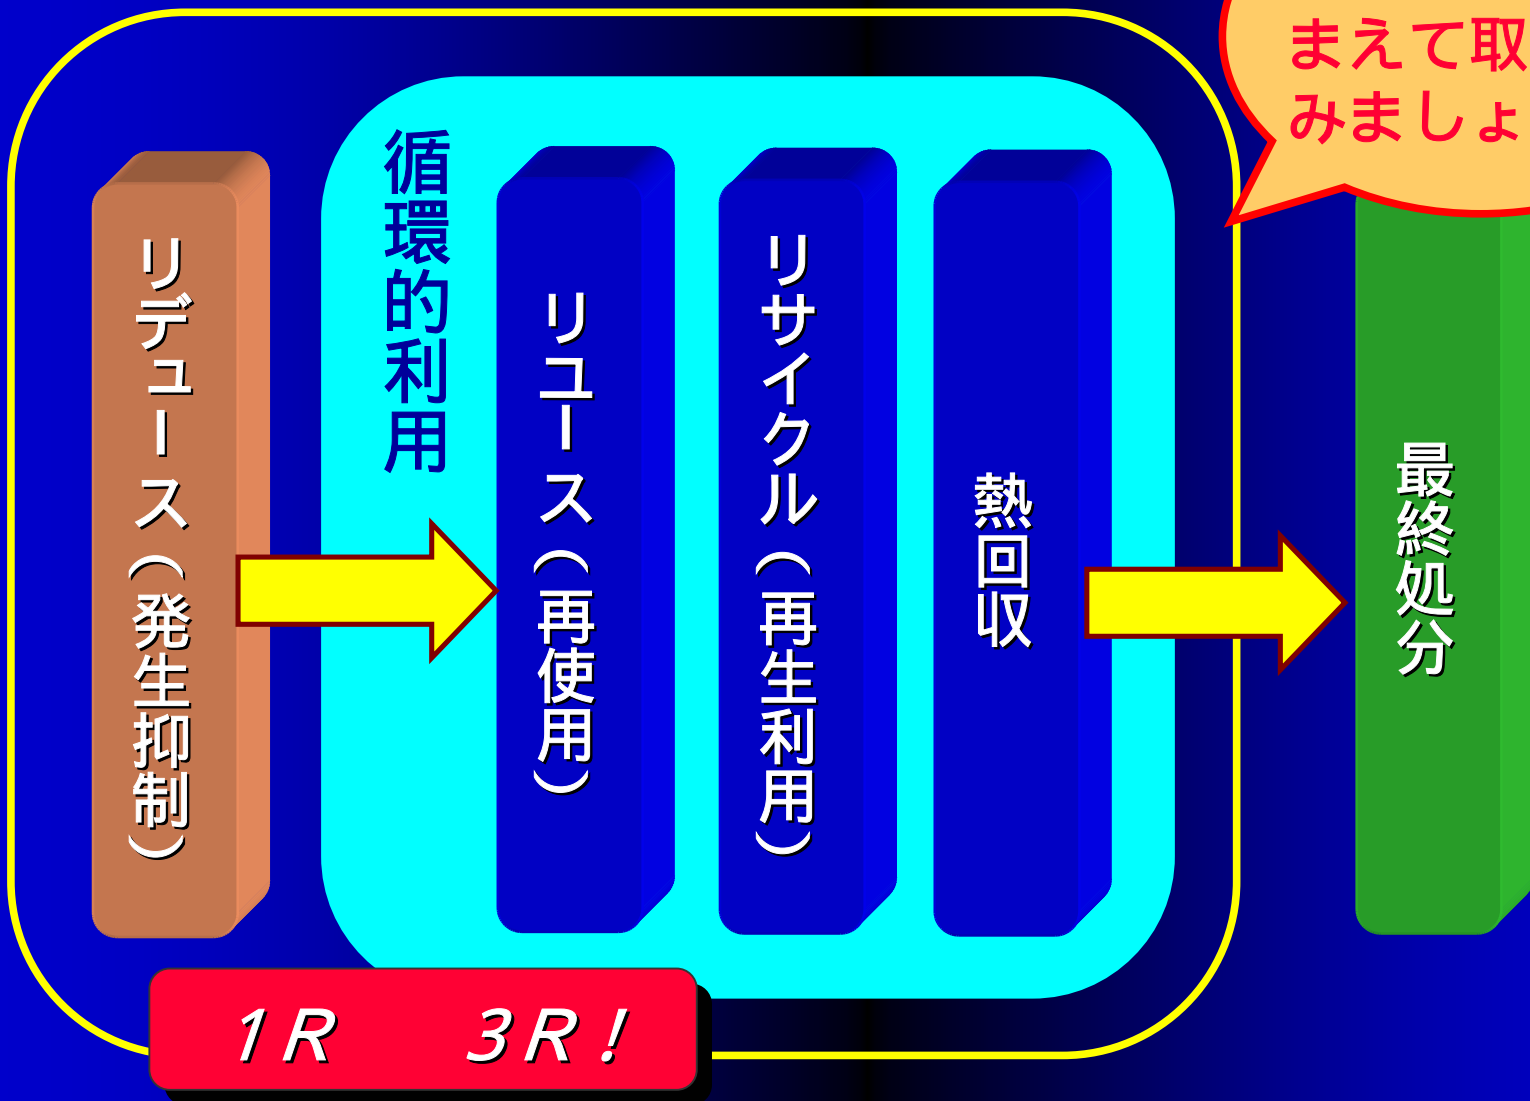 まえて取
みましょ
循環的利用
リデュース（発生抑制）
リユース（再使用）
リサイクル（再生利用）
熱回収
最終処分
1R　3R!